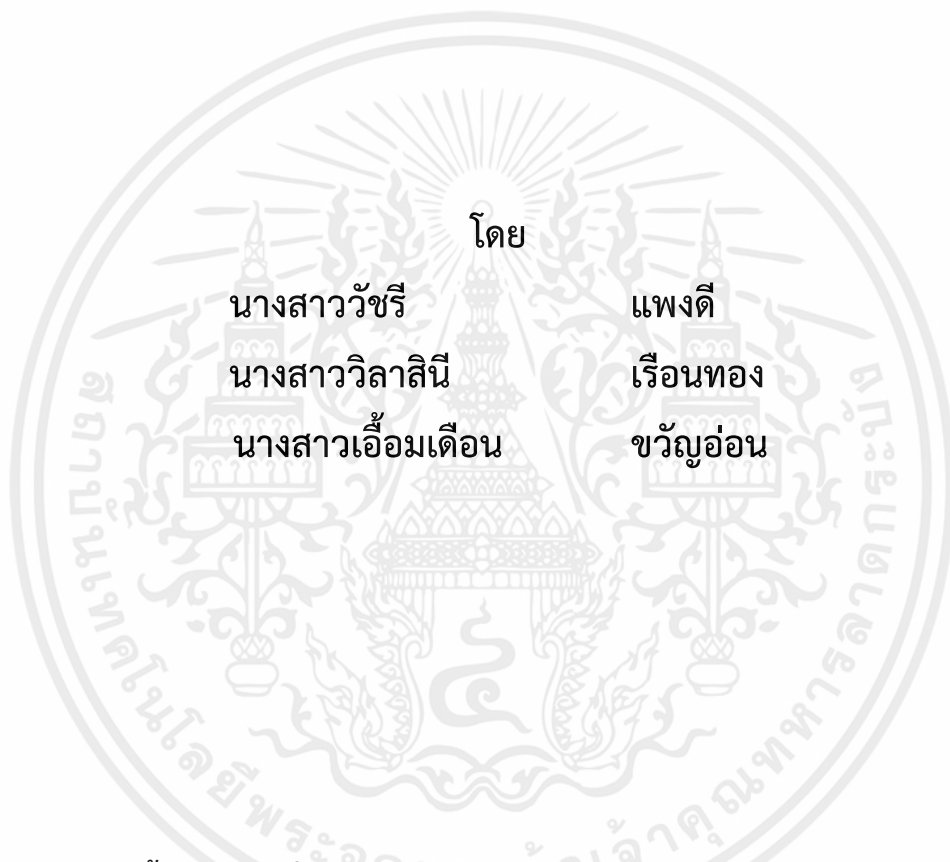 โดย
นางสาววัชรี แพงดี
นางสาววิลาสินี เรือนทอง
นางสาวเอื้อมเดือน ขวัญอ่อน